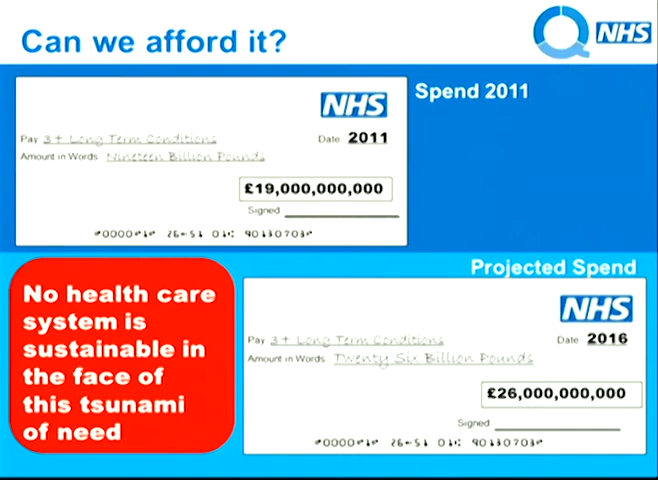 Can we afford it?
NHS
Spend 2011
NHS
Pay 3+ Long Term Conditions Date 2011
Amount in Words Nineteen Billion Pounds
£19,000,000,000
Signed
Projected Spend
NHS
Pay 3+ Long Term Conditions Date 2016
Amount in Words Twenty Six Billion Pounds
£26,000,000,000
Signed
No health care
system is
sustainable in
the face of
this tsunami
of need